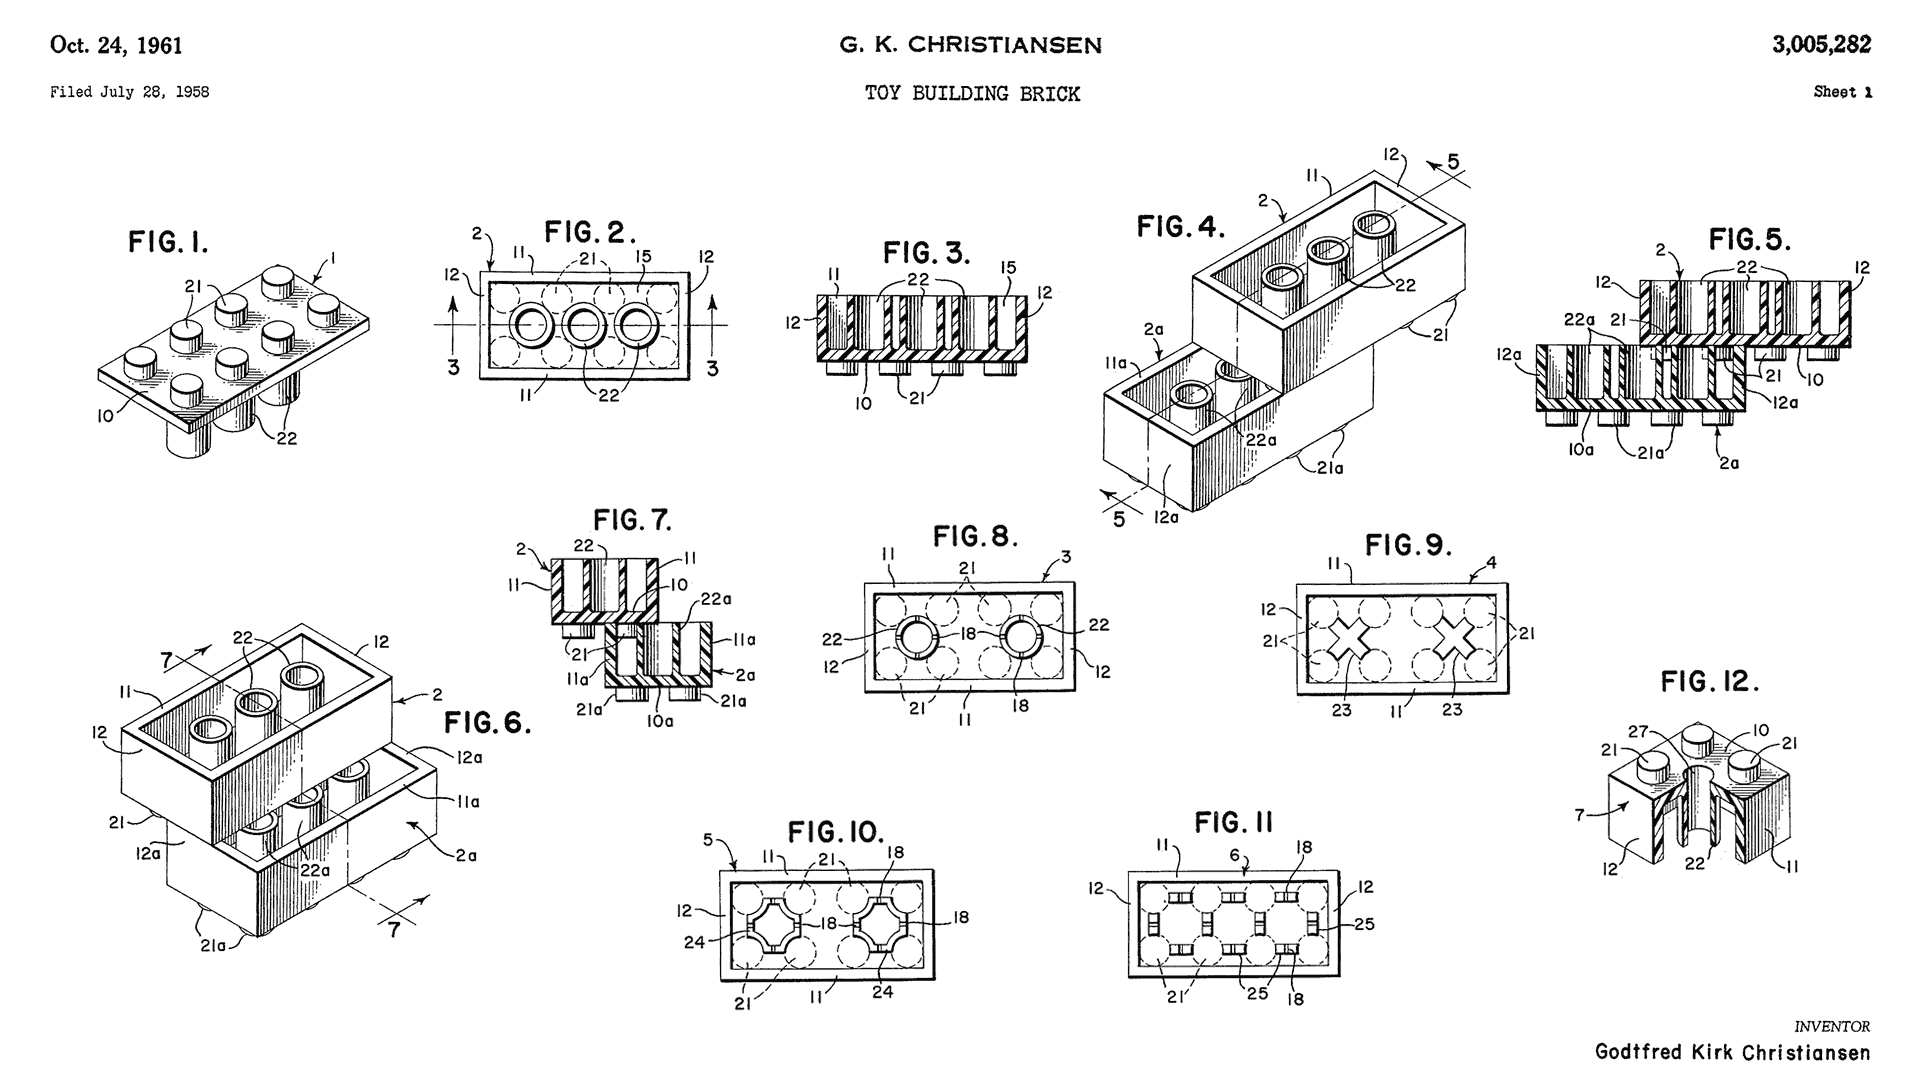 Oct. 24, 1961
G. K. CHRISTIANSEN
3,005,282
Filed July 28, 1958
TOY BUILDING BRICK
Sheet 1
FIG. 1.
1
21
10
22
FIG. 2.
2
11
21
15
12
12
3
3
11
22
FIG. 3.
11
22
15
12
12
10
21
FIG. 4.
12
5
11
2
22
21
2a
11a
22a
21a
12a
5
FIG. 5.
2
22
12
12
22a
21
12a
21
10
12a
10a
21a
2a
FIG. 6.
22
12
7
11
2
12
12a
11a
21
12a
22a
2a
21a
7
FIG. 7.
2
22
11
11
10
22a
11a
21
11a
2a
21a
21a
10a
FIG. 8.
11
21
3
22
18
22
12
12
21
11
18
FIG. 9.
11
4
12
21
21
23
11
23
FIG. 10.
5
11
21
18
12
18
18
24
21
11
24
FIG. 11
11
6
18
12
12
25
21
25
18
FIG. 12.
27
10
21
21
7
12
22
11
INVENTOR
Godtfred Kirk Christiansen